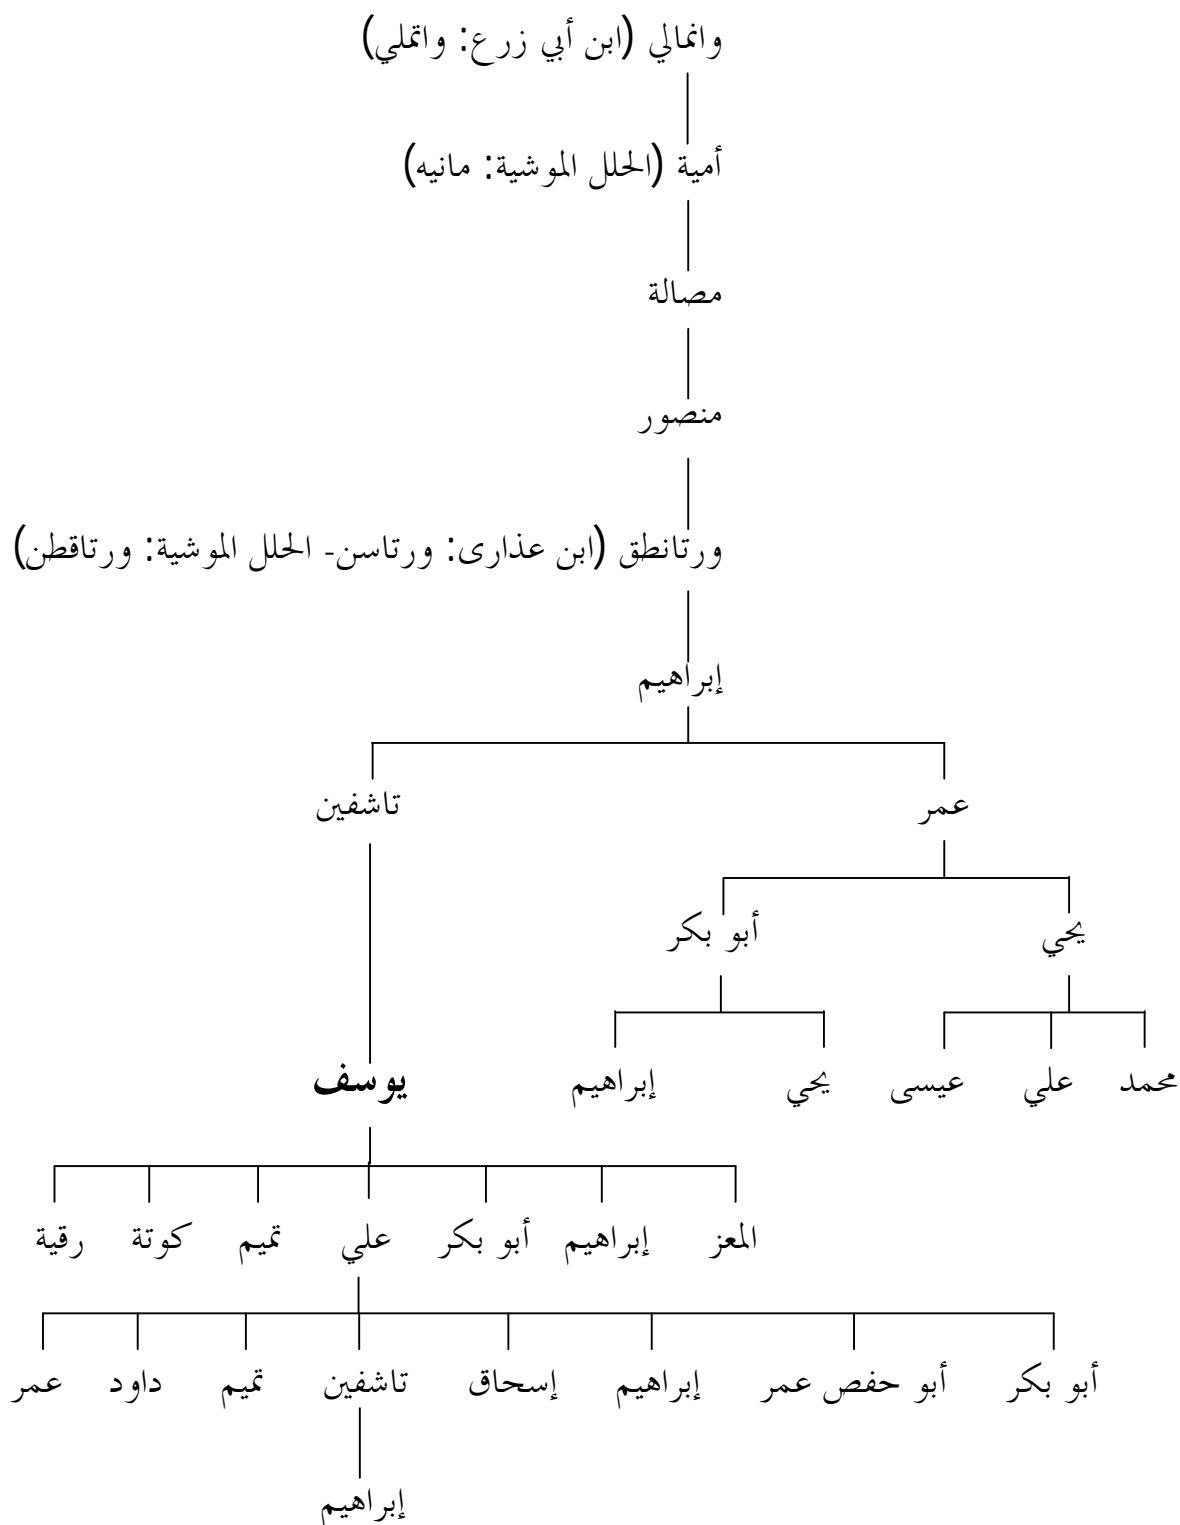 وانمالي (ابن أبي زرع: واتملي)
أمية (الحلل الموشية: مانيه)
مصالة
منصور
ورتانطق (ابن عذارى: ورتاسن- الحلل الموشية: ورتاقطن)
إبراهيم
عمر تاشفين
يحي أبو بكر
محمد علي عيسى يحي إبراهيم يوسف
المعز إبراهيم أبو بكر علي تميم كوتة رقية
أبو بكر أبو حفص عمر إبراهيم إسحاق تاشفين تميم داود عمر
إبراهيم